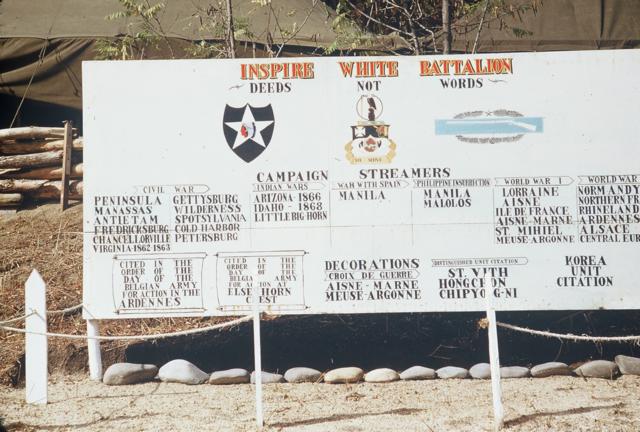 INSPIRE WHITE BATTALION
DEEDS NOT WORDS
CAMPAIGN STREAMERS
CIVIL WAR
PENINSULA GETTYSBURG
MANASSAS WILDERNESS
ANTIETAM SPOTSTVANIA
FREDRICKSBURG COLD HARBOR
CHANCELLORVILLE PETERSBURG
VIRGINIA 1862-1863
INDIAN WARS
ARIZONA-1866
IDAHO-1868
LITTLE BIG HORN
WAR WITH SPAIN
MANILA
PHILIPPINE INSURRECTION
MANILA
MALOLOS
WORLD WAR I
LORRAINE
AISNE
ILE DE FRANCE
AISNE-MARNE
ST. MIHIEL
MEUSE-ARGONNE
WORLD WAR
NORMANDY
NORTHERN FR
RHINELAND
ARDENNES
ALSACE
CENTRAL EUR
CITED IN THE
ORDER OF THE
DAY OF THE
BELGIAN ARMY
FOR ACTION IN THE
ARDENNES
CITED IN THE
ORDER OF THE
DAY OF THE
BELGIA ARMY
FOR ACTION AT
ELSENHORN
CREST
DECORATIONS
CROIX DE GUERRE
AISNE-MARNE
MEUSE-ARGONNE
DISTINGUISHED UNIT CITATION
ST. VITH
HONGCHON
CHIPYONG-NI
KOREA
UNIT
CITATION